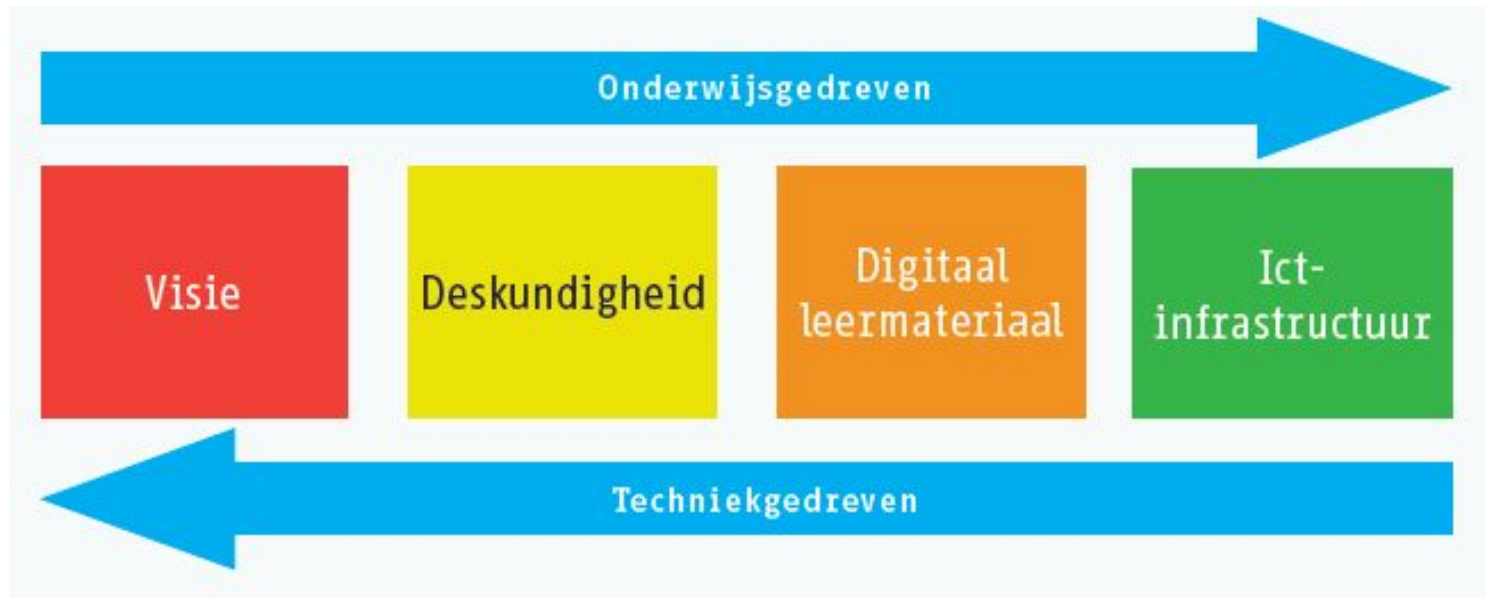 Onderwijsgedreven
Visie
Deskundigheid
Digitaal
leermateriaal
Ict-
infrastructuur
Techniekgedreven